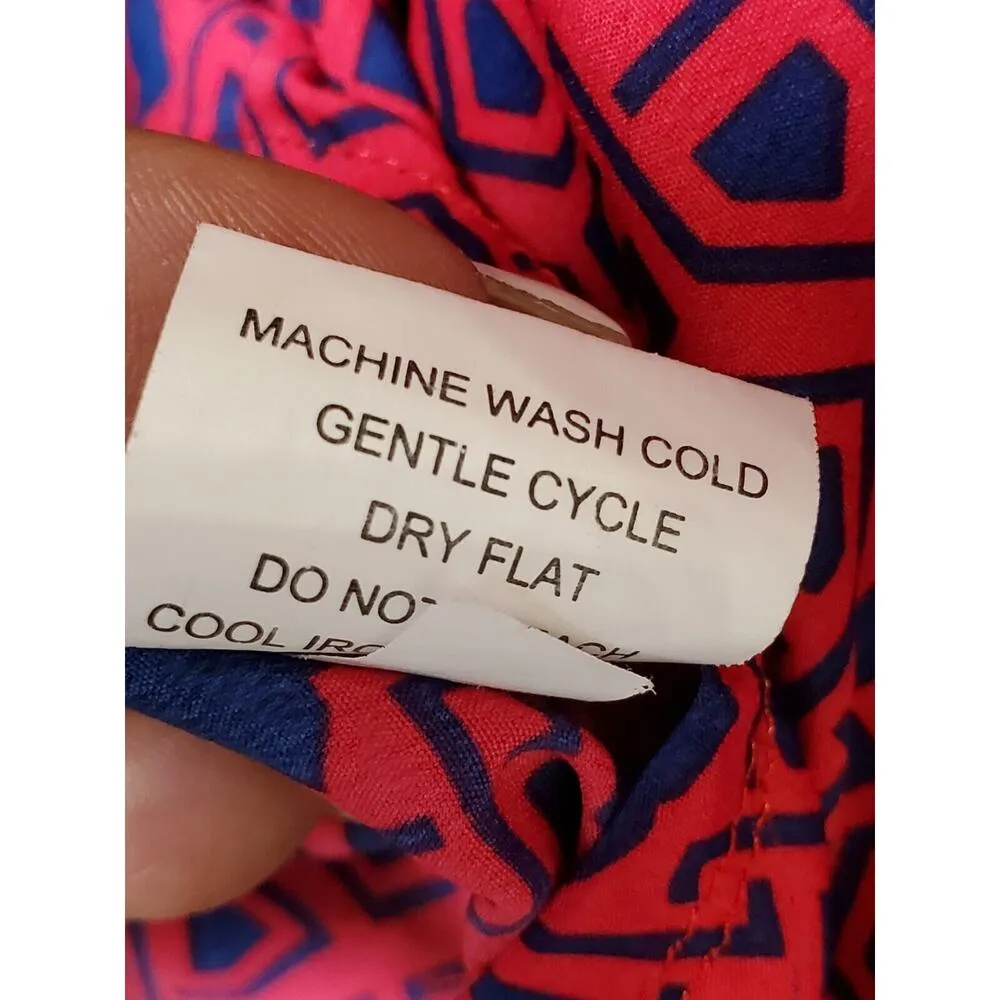 MACHINE WASH COLD
GENTLE CYCLE
DRY FLAT
DO NOT
COOL